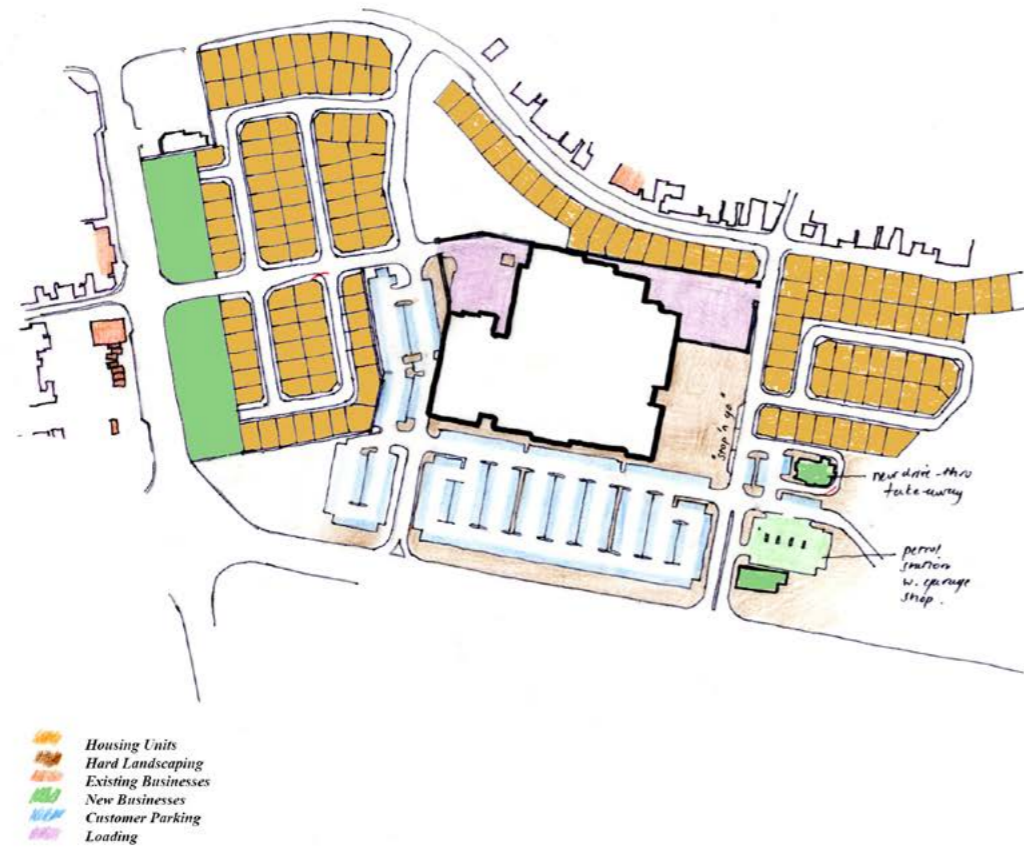 "stop 'n go"
new drive-thru
take-away
petrol
station
w. garage
shop.
Housing Units
Hard Landscaping
Existing Businesses
New Businesses
Customer Parking
Loading